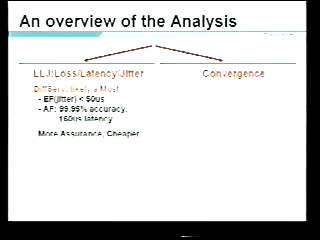 An overview of the Analysis
LLJ:Loss/Latency/Jitter
Convergence
DiffServ: likely a Must
- EF(jitter) < 50us
- AF: 99.95% accuracy,
160us latency
More Assurance, Cheaper